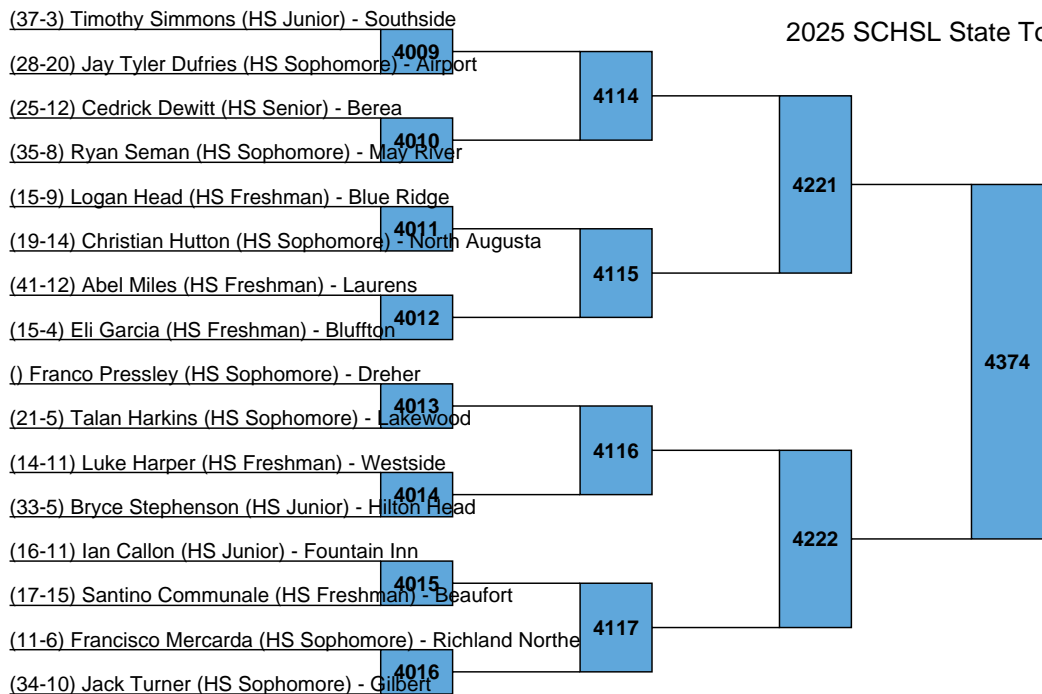 (37-3) Timothy Simmons (HS Junior) - Southside
2025 SCHSL State To
4009
(28-20) Jay Tyler Dufries (HS Sophomore) - Airport
4114
(25-12) Cedrick Dewitt (HS Senior) - Berea
4010
(35-8) Ryan Seman (HS Sophomore) - May River
4221
(15-9) Logan Head (HS Freshman) - Blue Ridge
4011
(19-14) Christian Hutton (HS Sophomore) - North Augusta
4115
(41-12) Abel Miles (HS Freshman) - Laurens
4012
(15-4) Eli Garcia (HS Freshman) - Bluffton
4374
() Franco Pressley (HS Sophomore) - Dreher
4013
(21-5) Talan Harkins (HS Sophomore) - Lakewood
4116
(14-11) Luke Harper (HS Freshman) - Westside
4014
(33-5) Bryce Stephenson (HS Junior) - Hilton Head
4222
(16-11) Ian Callon (HS Junior) - Fountain Inn
4015
(17-15) Santino Communale (HS Freshman) - Beaufort
4117
(11-6) Francisco Mercarda (HS Sophomore) - Richland Northe
4016
(34-10) Jack Turner (HS Sophomore) - Gilbert